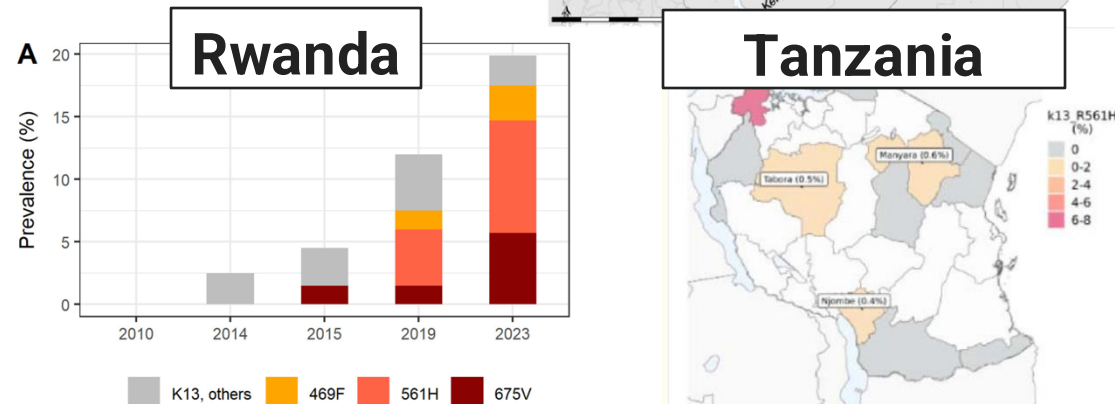 Rwanda
Tanzania
A
Prevalence (%)
20
15
10
5
0
2010
2014
2015
2019
2023
K13, others
469F
561H
675V
k13_R561H
(%)
0
0-2
2-4
4-6
6-8
Manyara (0.6%)
Tabora (0.5%)
Njombe (0.4%)